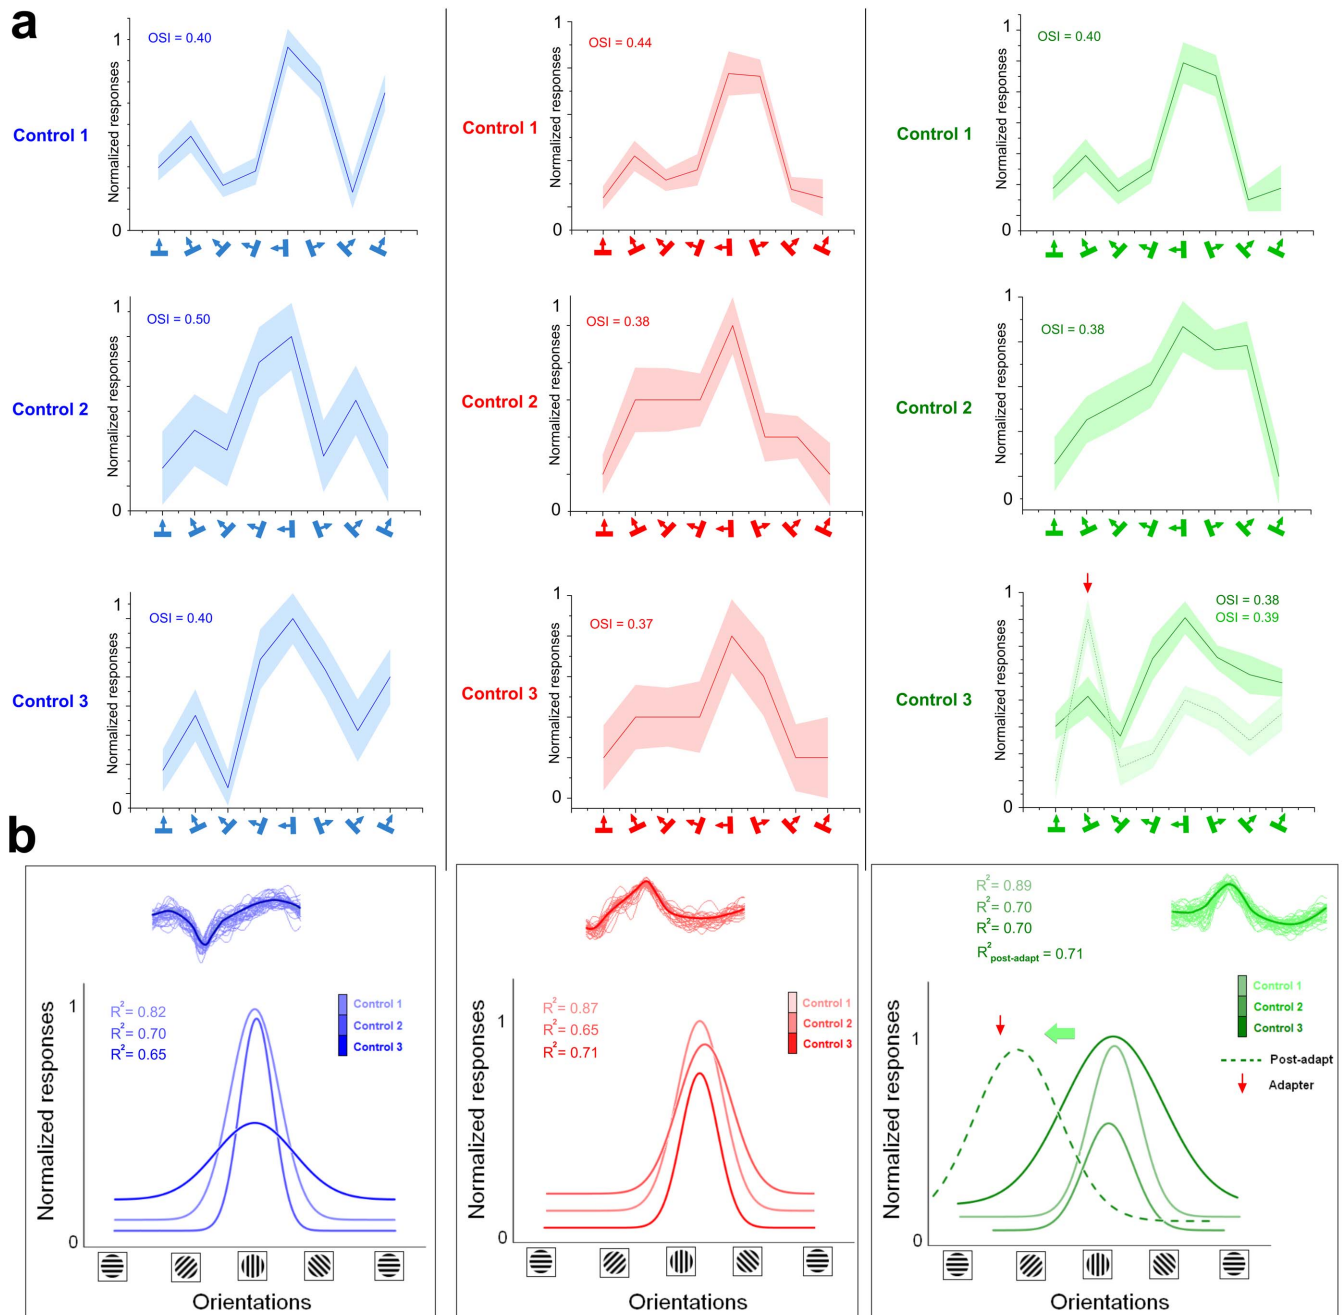 a
Control 1
Normalized responses
1
0
OSI = 0.40
Control 1
Normalized responses
1
0
OSI = 0.44
Control 1
Normalized responses
1
0
OSI = 0.40
Control 2
Normalized responses
1
0
OSI = 0.50
Control 2
Normalized responses
1
0
OSI = 0.38
Control 2
Normalized responses
1
0
OSI = 0.38
Control 3
Normalized responses
1
0
OSI = 0.40
Control 3
Normalized responses
1
0
OSI = 0.37
Control 3
Normalized responses
1
0
OSI = 0.38
OSI = 0.39
b
Normalized responses
1
0
R² = 0.82
R² = 0.70
R² = 0.65
Control 1
Control 2
Control 3
Orientations
Normalized responses
1
0
R² = 0.87
R² = 0.65
R² = 0.71
Control 1
Control 2
Control 3
Orientations
Normalized responses
1
0
R² = 0.89
R² = 0.70
R² = 0.70
R² post-adapt = 0.71
Control 1
Control 2
Control 3
Post-adapt
Adapter
Orientations